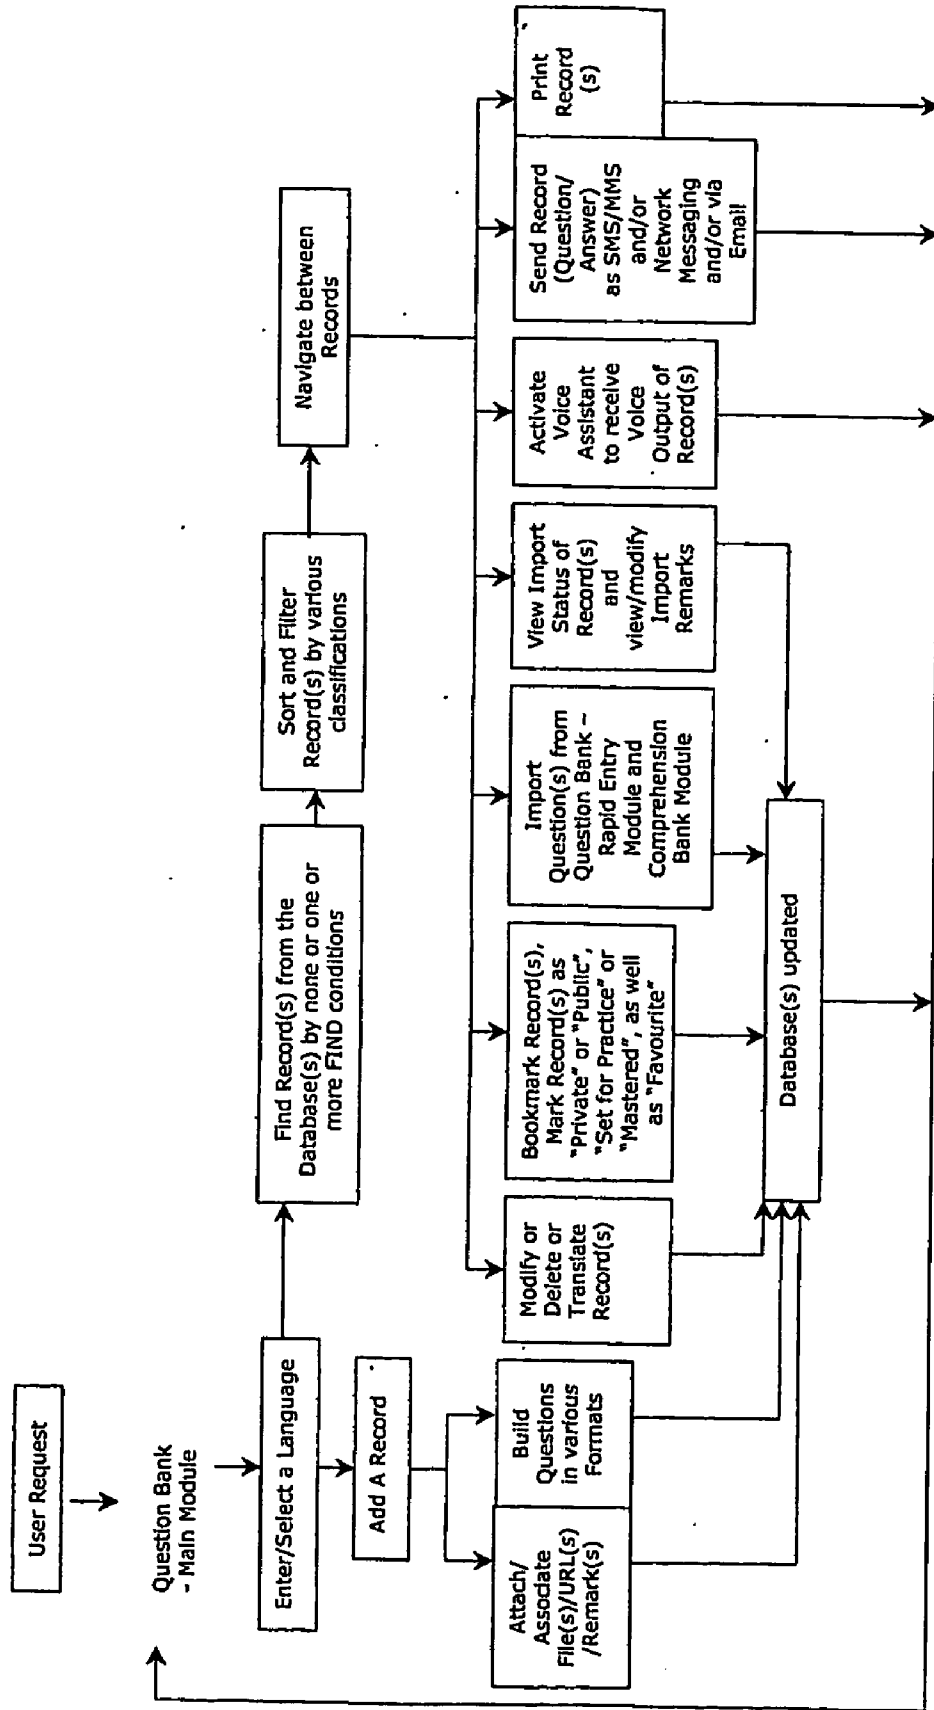 User Request
Question Bank
- Main Module
Enter/Select a Language
Find Record(s) from the
Database(s) by none or one or
more FIND conditions
Sort and Filter
Record(s) by various
classifications
Navigate between
Records
Add A Record
Attach/
Associate
File(s)/URL(s)
/Remark(s)
Build
Questions
in various
Formats
Modify or
Delete or
Translate
Record(s)
Bookmark Record(s),
Mark Record(s) as
"Private" or "Public",
"Set for Practice" or
"Mastered", as well
as "Favourite"
Import
Question(s) from
Question Bank –
Rapid Entry
Module and
Comprehension
Bank Module
View Import
Status of
Record(s)
and
view/modify
Import
Remarks
Activate
Voice
Assistant
to receive
Voice
Output of
Record(s)
Send Record
(Question/
Answer)
as SMS/MMS
and/or
Network
Messaging
and/or via
Email
Print
Record
(s)
Database(s) updated